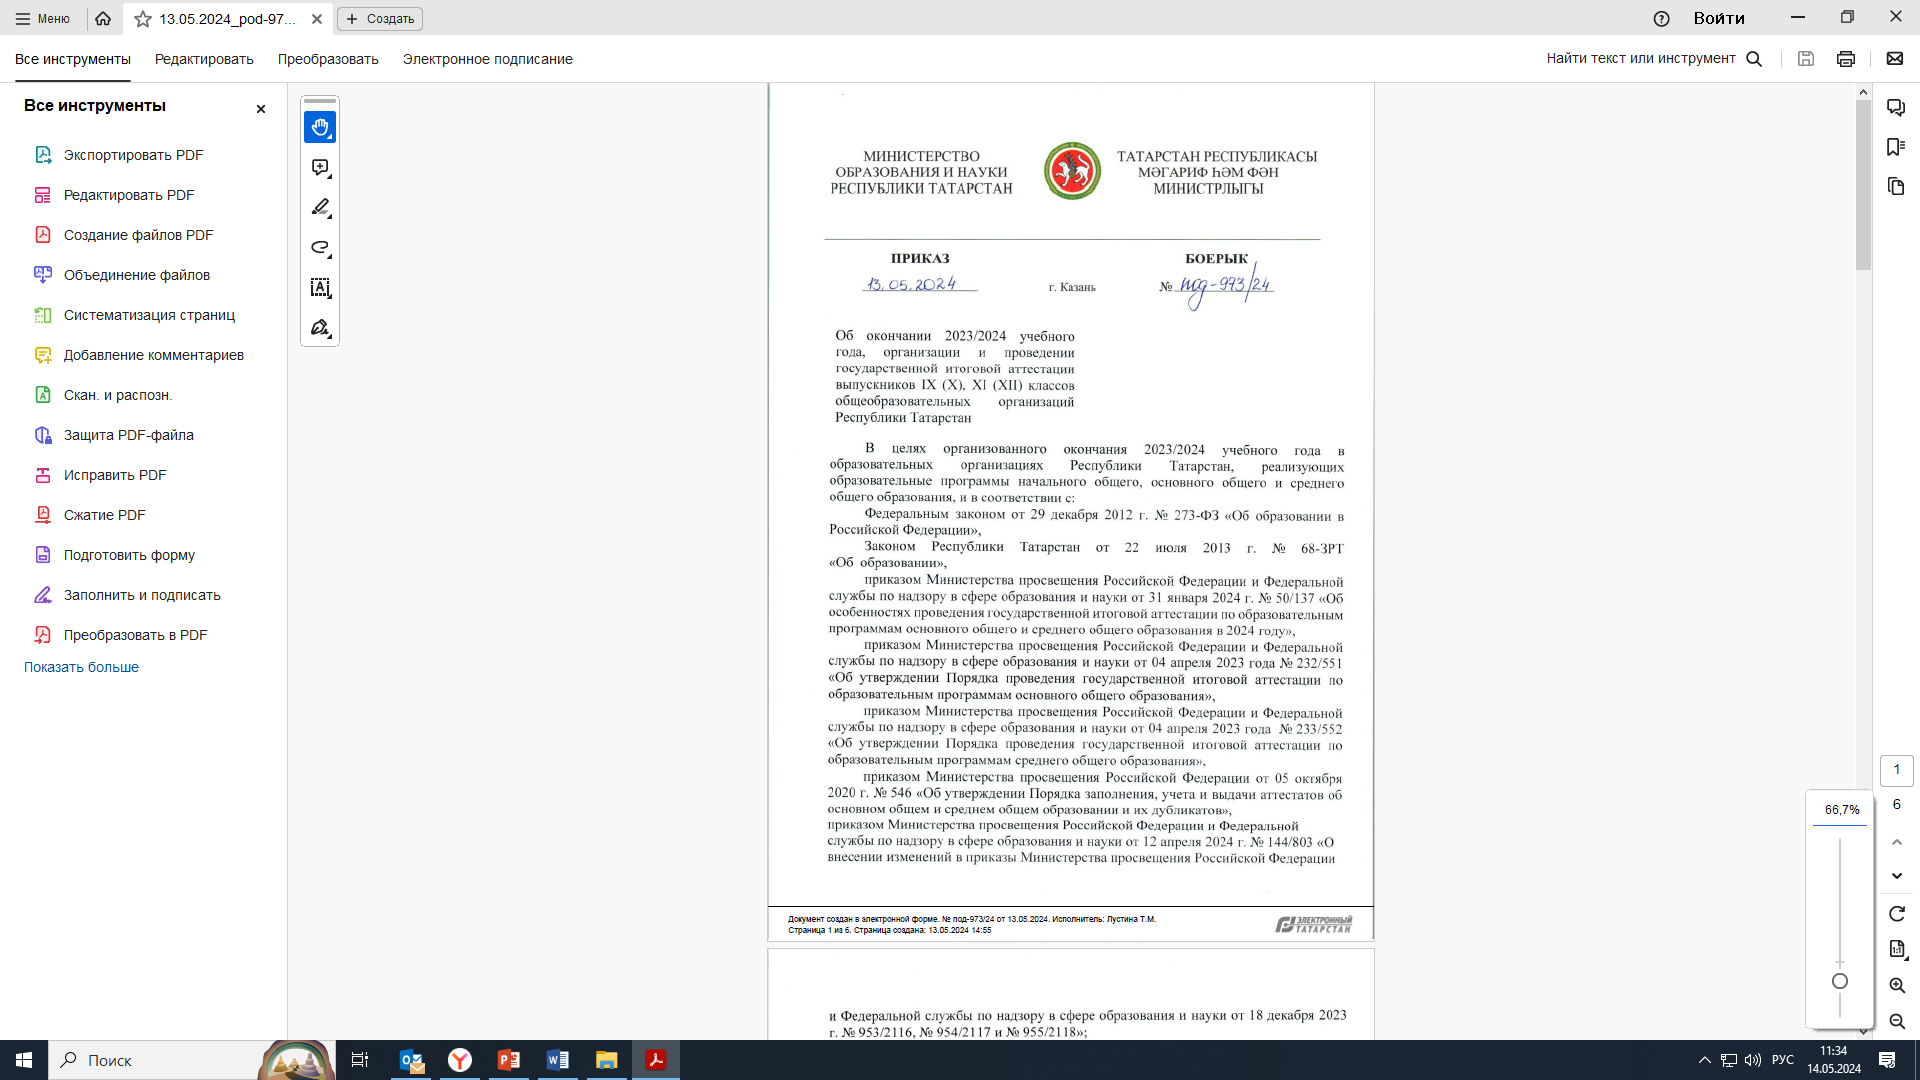 Меню
13.05.2024_pod-97...
Создать
Войти
Все инструменты
Редактировать
Преобразовать
Электронное подписание
Найти текст или инструмент
Все инструменты
Экспортировать PDF
Редактировать PDF
Создание файлов PDF
Объединение файлов
Систематизация страниц
Добавление комментариев
Скан. и распозн.
Защита PDF-файла
Исправить PDF
Сжатие PDF
Подготовить форму
Заполнить и подписать
Преобразовать в PDF
Показать больше
МИНИСТЕРСТВО
ОБРАЗОВАНИЯ И НАУКИ
РЕСПУБЛИКИ ТАТАРСТАН
ТАТАРСТАН РЕСПУБЛИКАСЫ
МӘГАРИФ ҺӘМ ФӘН
МИНИСТРЛЫГЫ
ПРИКАЗ
БОЕРЫК
13.05.2024
г. Казань
№ под-973/24
Об окончании 2023/2024 учебного
года, организации и проведении
государственной итоговой аттестации
выпускников IX (X), XI (XII) классов
общеобразовательных организаций
Республики Татарстан
В целях организованного окончания 2023/2024 учебного года в
образовательных организациях Республики Татарстан, реализующих
образовательные программы начального общего, основного общего и среднего
общего образования, и в соответствии с:
Федеральным законом от 29 декабря 2012 г. № 273-ФЗ «Об образовании в
Российской Федерации»,
Законом Республики Татарстан от 22 июля 2013 г. № 68-ЗРТ
«Об образовании»,
приказом Министерства просвещения Российской Федерации и Федеральной
службы по надзору в сфере образования и науки от 31 января 2024 г. № 50/137 «Об
особенностях проведения государственной итоговой аттестации по образовательным
программам основного общего и среднего общего образования в 2024 году»,
приказом Министерства просвещения Российской Федерации и Федеральной
службы по надзору в сфере образования и науки от 04 апреля 2023 года № 232/551
«Об утверждении Порядка проведения государственной итоговой аттестации по
образовательным программам основного общего образования»,
приказом Министерства просвещения Российской Федерации и Федеральной
службы по надзору в сфере образования и науки от 04 апреля 2023 года № 233/552
«Об утверждении Порядка проведения государственной итоговой аттестации по
образовательным программам среднего общего образования»,
приказом Министерства просвещения Российской Федерации от 05 октября
2020 г. № 546 «Об утверждении Порядка заполнения, учета и выдачи аттестатов об
основном общем и среднем общем образовании и их дубликатов»,
приказом Министерства просвещения Российской Федерации и Федеральной
службы по надзору в сфере образования и науки от 12 апреля 2024 г. № 144/803 «О
внесении изменений в приказы Министерства просвещения Российской Федерации
Документ создан в электронной форме. № под-973/24 от 13.05.2024. Исполнитель: Лустина Т.М.
Страница 1 из 6. Страница создана: 13.05.2024 14:55
ЭЛЕКТРОННЫЙ
ТАТАРСТАН
и Федеральной службы по надзору в сфере образования и науки от 18 декабря 2023
г. № 953/2116, № 954/2117 и № 955/2118»;
1
6
66,7%
Поиск
РУС
11:34
14.05.2024